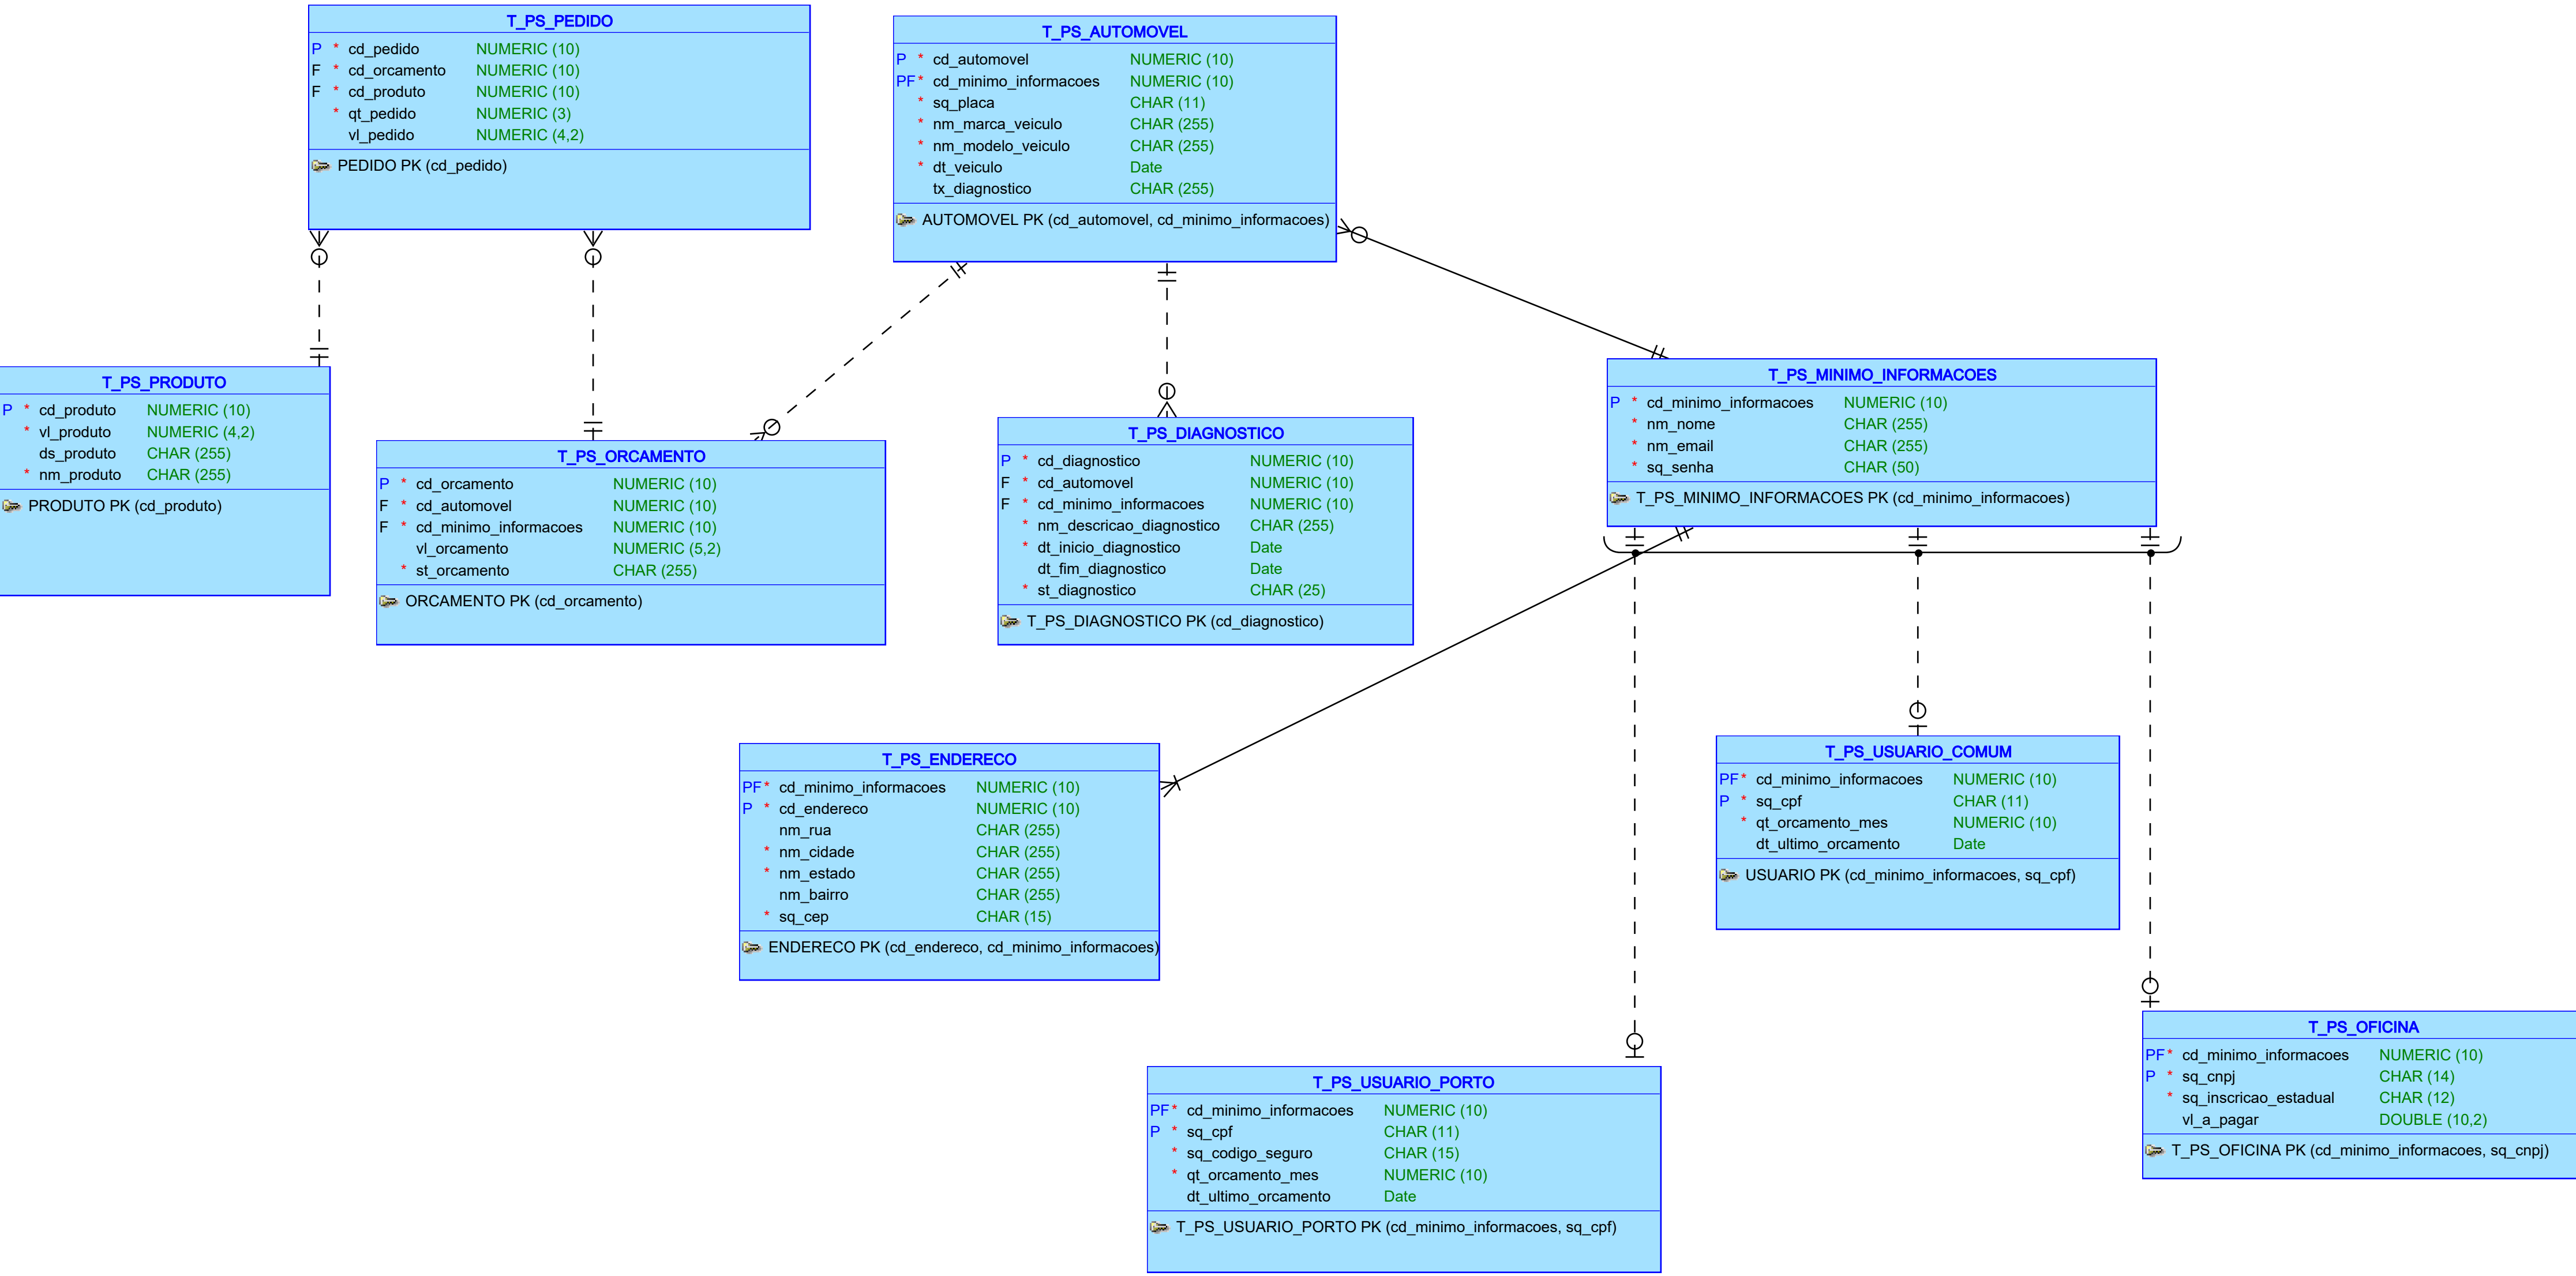 T_PS_PEDIDO
P * cd_pedido NUMERIC (10)
F * cd_orcamento NUMERIC (10)
F * cd_produto NUMERIC (10)
* qt_pedido NUMERIC (3)
vl_pedido NUMERIC (4,2)
PEDIDO PK (cd_pedido)
T_PS_AUTOMOVEL
P * cd_automovel NUMERIC (10)
PF* cd_minimo_informacoes NUMERIC (10)
* sq_placa CHAR (11)
* nm_marca_veiculo CHAR (255)
* nm_modelo_veiculo CHAR (255)
* dt_veiculo Date
tx_diagnostico CHAR (255)
AUTOMOVEL PK (cd_automovel, cd_minimo_informacoes)
T_PS_PRODUTO
P * cd_produto NUMERIC (10)
* vl_produto NUMERIC (4,2)
ds_produto CHAR (255)
* nm_produto CHAR (255)
PRODUTO PK (cd_produto)
T_PS_ORCAMENTO
P * cd_orcamento NUMERIC (10)
F * cd_automovel NUMERIC (10)
F * cd_minimo_informacoes NUMERIC (10)
vl_orcamento NUMERIC (5,2)
* st_orcamento CHAR (255)
ORCAMENTO PK (cd_orcamento)
T_PS_DIAGNOSTICO
P * cd_diagnostico NUMERIC (10)
F * cd_automovel NUMERIC (10)
F * cd_minimo_informacoes NUMERIC (10)
* nm_descricao_diagnostico CHAR (255)
* dt_inicio_diagnostico Date
dt_fim_diagnostico Date
* st_diagnostico CHAR (25)
T_PS_DIAGNOSTICO PK (cd_diagnostico)
T_PS_MINIMO_INFORMACOES
P * cd_minimo_informacoes NUMERIC (10)
* nm_nome CHAR (255)
* nm_email CHAR (255)
* sq_senha CHAR (50)
T_PS_MINIMO_INFORMACOES PK (cd_minimo_informacoes)
T_PS_ENDERECO
PF* cd_minimo_informacoes NUMERIC (10)
P * cd_endereco NUMERIC (10)
nm_rua CHAR (255)
* nm_cidade CHAR (255)
* nm_estado CHAR (255)
nm_bairro CHAR (255)
* sq_cep CHAR (15)
ENDERECO PK (cd_endereco, cd_minimo_informacoes)
T_PS_USUARIO_COMUM
PF* cd_minimo_informacoes NUMERIC (10)
P * sq_cpf CHAR (11)
* qt_orcamento_mes NUMERIC (10)
dt_ultimo_orcamento Date
USUARIO PK (cd_minimo_informacoes, sq_cpf)
T_PS_USUARIO_PORTO
PF* cd_minimo_informacoes NUMERIC (10)
P * sq_cpf CHAR (11)
* sq_codigo_seguro CHAR (15)
* qt_orcamento_mes NUMERIC (10)
dt_ultimo_orcamento Date
T_PS_USUARIO_PORTO PK (cd_minimo_informacoes, sq_cpf)
T_PS_OFICINA
PF* cd_minimo_informacoes NUMERIC (10)
P * sq_cnpj CHAR (14)
* sq_inscricao_estadual CHAR (12)
vl_a_pagar DOUBLE (10,2)
T_PS_OFICINA PK (cd_minimo_informacoes, sq_cnpj)